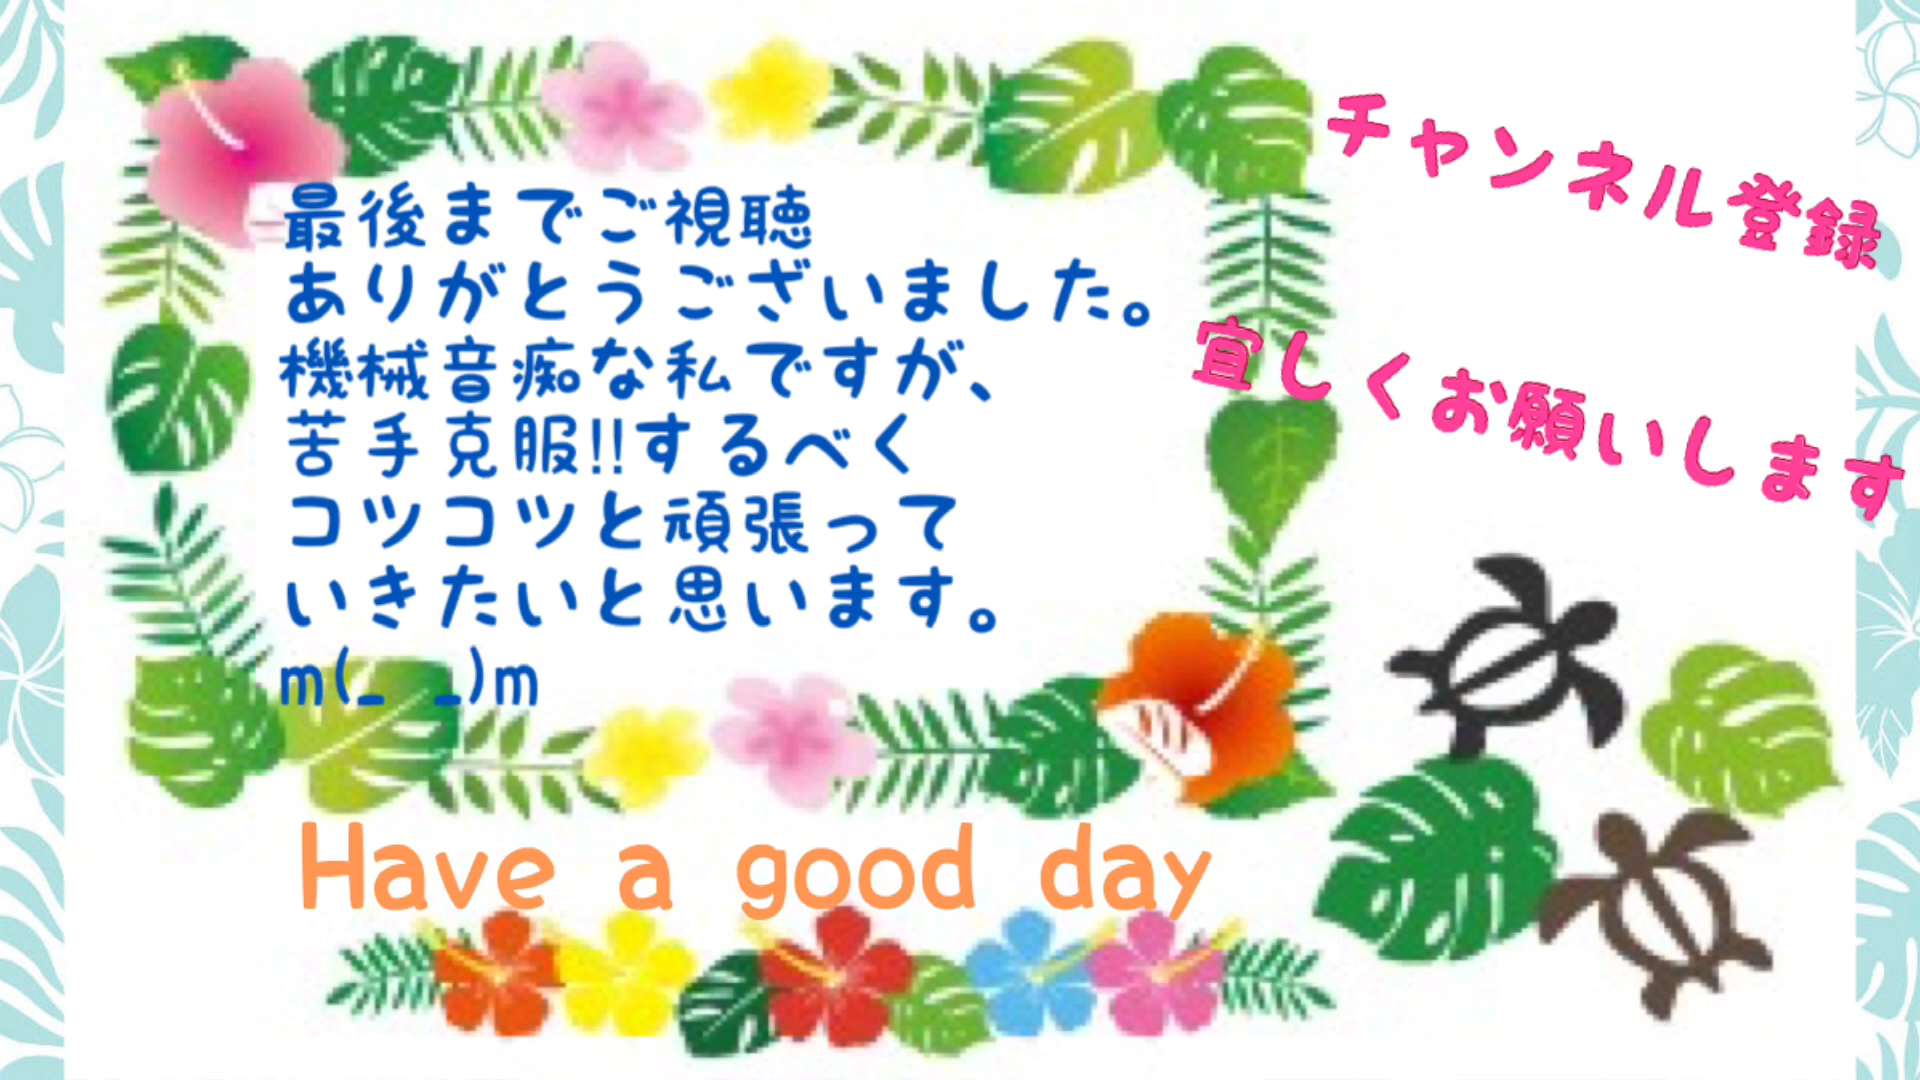 最後までご視聴
ありがとうございました。
機械音痴な私ですが、
苦手克服!!するべく
コツコツと頑張って
いきたいと思います。
m(_ _)m
チャンネル登録
宜しくお願いします
Have a good day